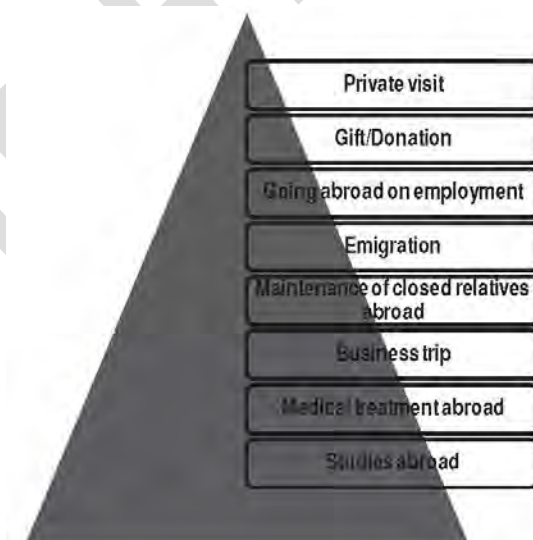 Private visit
Gift/Donation
Going abroad on employment
Emigration
Maintenance of closed relatives
abroad
Business trip
Medical treatment abroad
Studies abroad